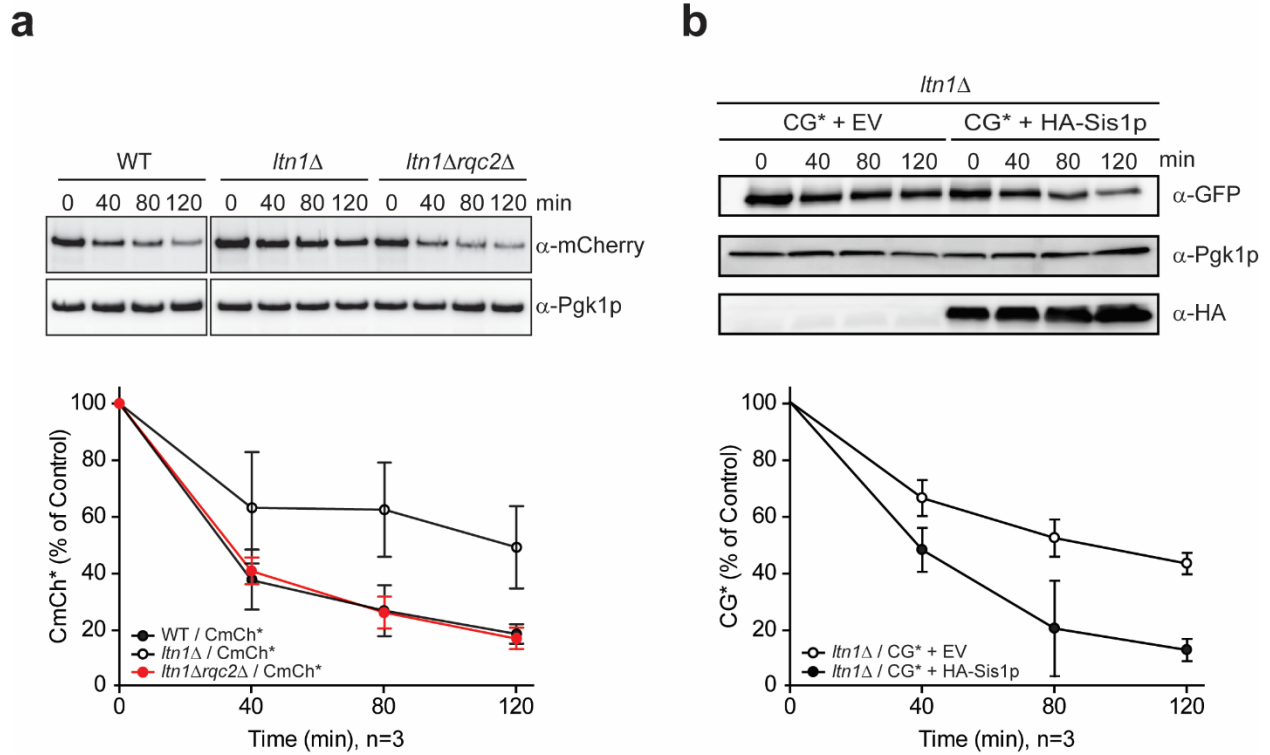 a
WT
ltn1Δ
ltn1Δrqc2Δ
0 40 80 120 0 40 80 120 0 40 80 120 min
α-mCherry
α-Pgk1p
CmCh* (% of Control)
100
80
60
40
20
0
WT / CmCh*
ltn1Δ / CmCh*
ltn1Δrqc2Δ / CmCh*
0 40 80 120
Time (min), n=3
b
ltn1Δ
CG* + EV
CG* + HA-Sis1p
0 40 80 120 0 40 80 120 min
α-GFP
α-Pgk1p
α-HA
CG* (% of Control)
100
80
60
40
20
0
ltn1Δ / CG* + EV
ltn1Δ / CG* + HA-Sis1p
0 40 80 120
Time (min), n=3